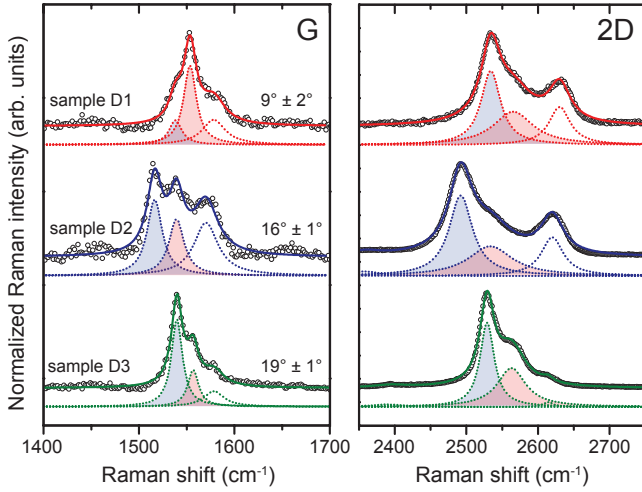 G
2D
sample D1
9° ± 2°
sample D2
16° ± 1°
sample D3
19° ± 1°
Normalized Raman intensity (arb. units)
1400 1500 1600 1700
2400 2500 2600 2700
Raman shift (cm⁻¹)
Raman shift (cm⁻¹)